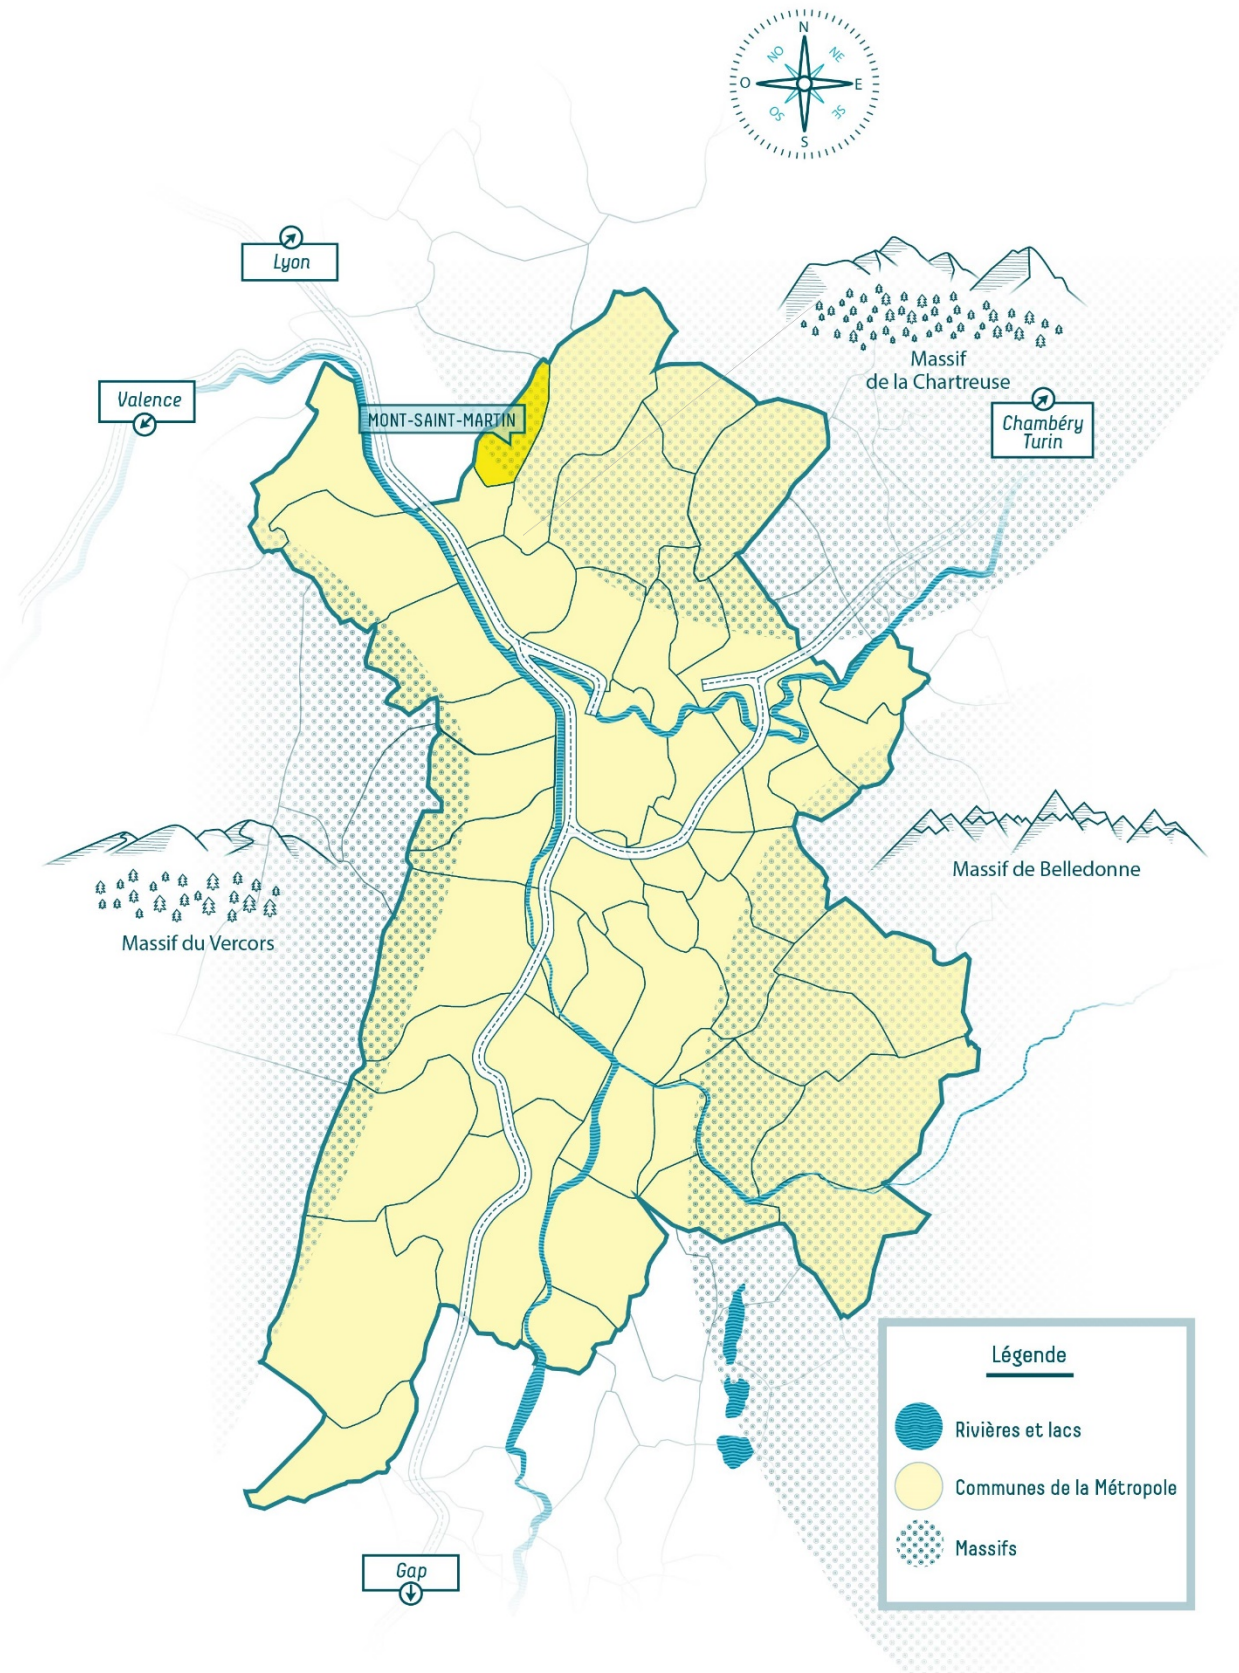 N
NO
NE
O
E
SO
SE
S
Lyon
Massif
de la Chartreuse
Valence
Chambéry
Turin
MONT-SAINT-MARTIN
Massif de Belledonne
Massif du Vercors
Légende
Rivières et lacs
Communes de la Métropole
Massifs
Gap